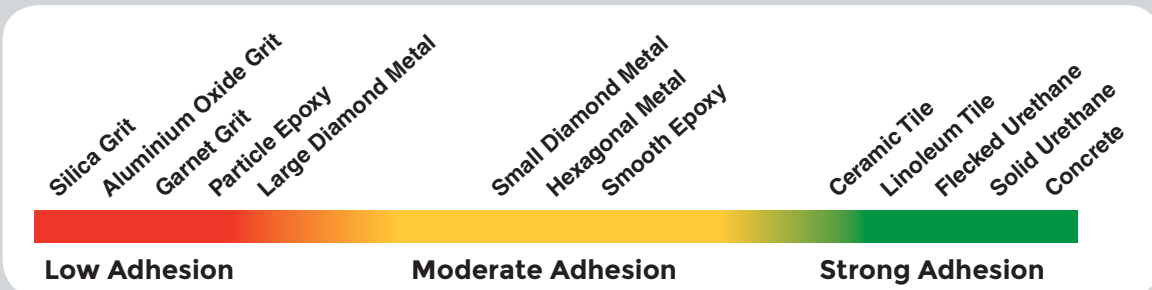 Silica Grit
Aluminium Oxide Grit
Garnet Grit
Particle Epoxy
Large Diamond Metal
Small Diamond Metal
Hexagonal Metal
Smooth Epoxy
Ceramic Tile
Linoleum Tile
Flecked Urethane
Solid Urethane
Concrete
Low Adhesion
Moderate Adhesion
Strong Adhesion